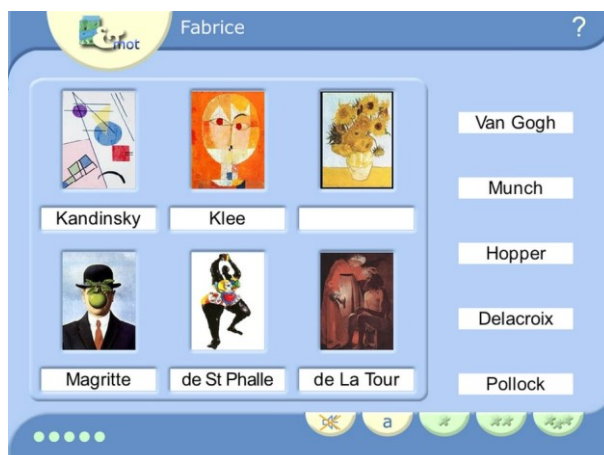 mot
Fabrice
?
Kandinsky
Klee
Magritte
de St Phalle
de La Tour
Van Gogh
Munch
Hopper
Delacroix
Pollock
a